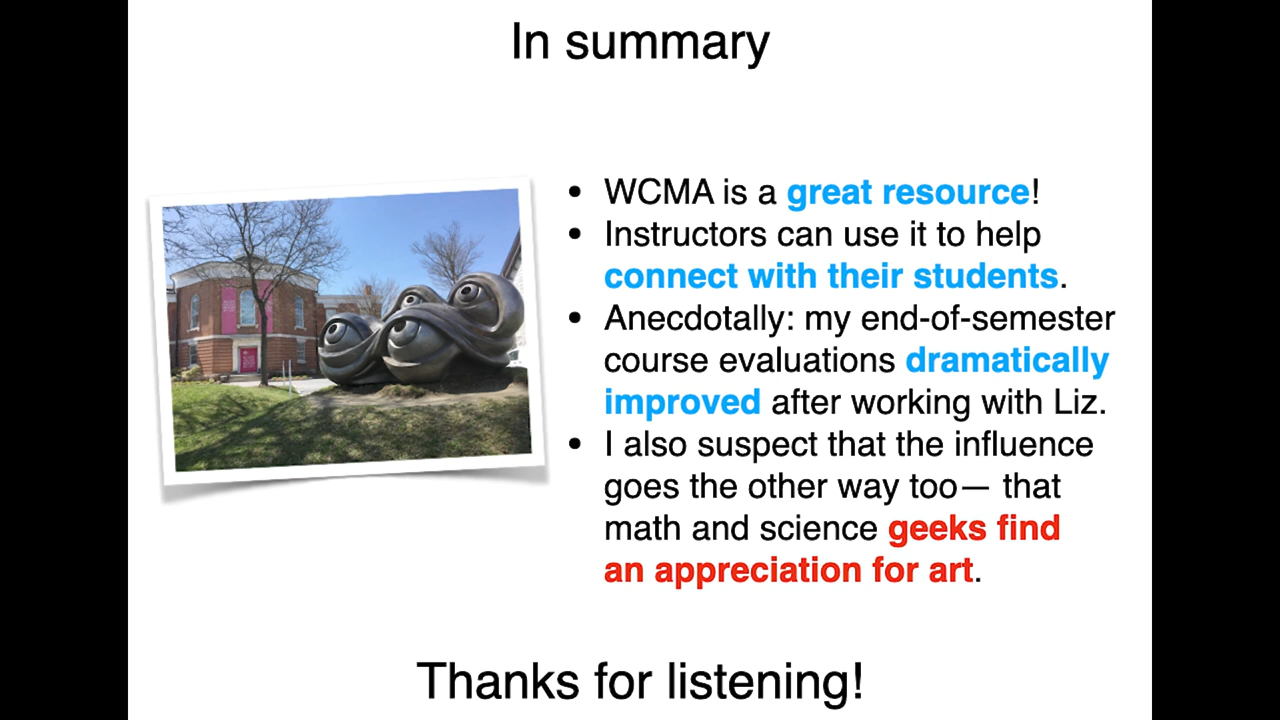 In summary
• WCMA is a great resource!
• Instructors can use it to help
connect with their students.
• Anecdotally: my end-of-semester
course evaluations dramatically
improved after working with Liz.
• I also suspect that the influence
goes the other way too— that
math and science geeks find
an appreciation for art.
Thanks for listening!